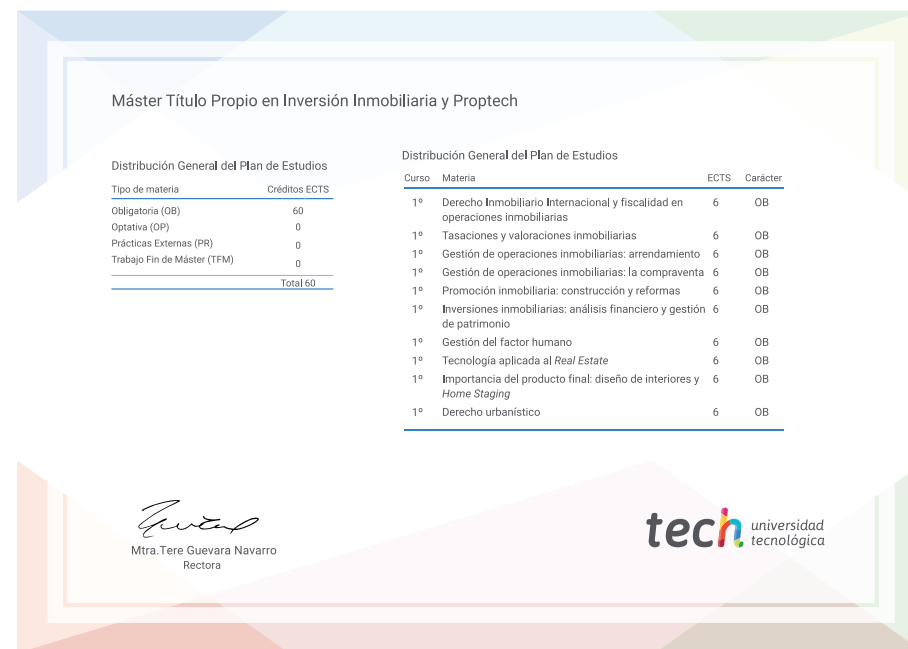 Máster Título Propio en Inversión Inmobiliaria y Proptech
Distribución General del Plan de Estudios
Tipo de materia Créditos ECTS
Obligatoria (OB) 60
Optativa (OP) 0
Prácticas Externas (PR) 0
Trabajo Fin de Máster (TFM) 0
Total 60
Distribución General del Plan de Estudios
Curso Materia ECTS Carácter
1º Derecho Inmobiliario Internacional y fiscalidad en 6 OB
operaciones inmobiliarias
1º Tasaciones y valoraciones inmobiliarias 6 OB
1º Gestión de operaciones inmobiliarias: arrendamiento 6 OB
1º Gestión de operaciones inmobiliarias: la compraventa 6 OB
1º Promoción inmobiliaria: construcción y reformas 6 OB
1º Inversiones inmobiliarias: análisis financiero y gestión 6 OB
de patrimonio
1º Gestión del factor humano 6 OB
1º Tecnología aplicada al Real Estate 6 OB
1º Importancia del producto final: diseño de interiores y 6 OB
Home Staging
1º Derecho urbanístico 6 OB
Mtra.Tere Guevara Navarro
Rectora
tech universidad
tecnológica